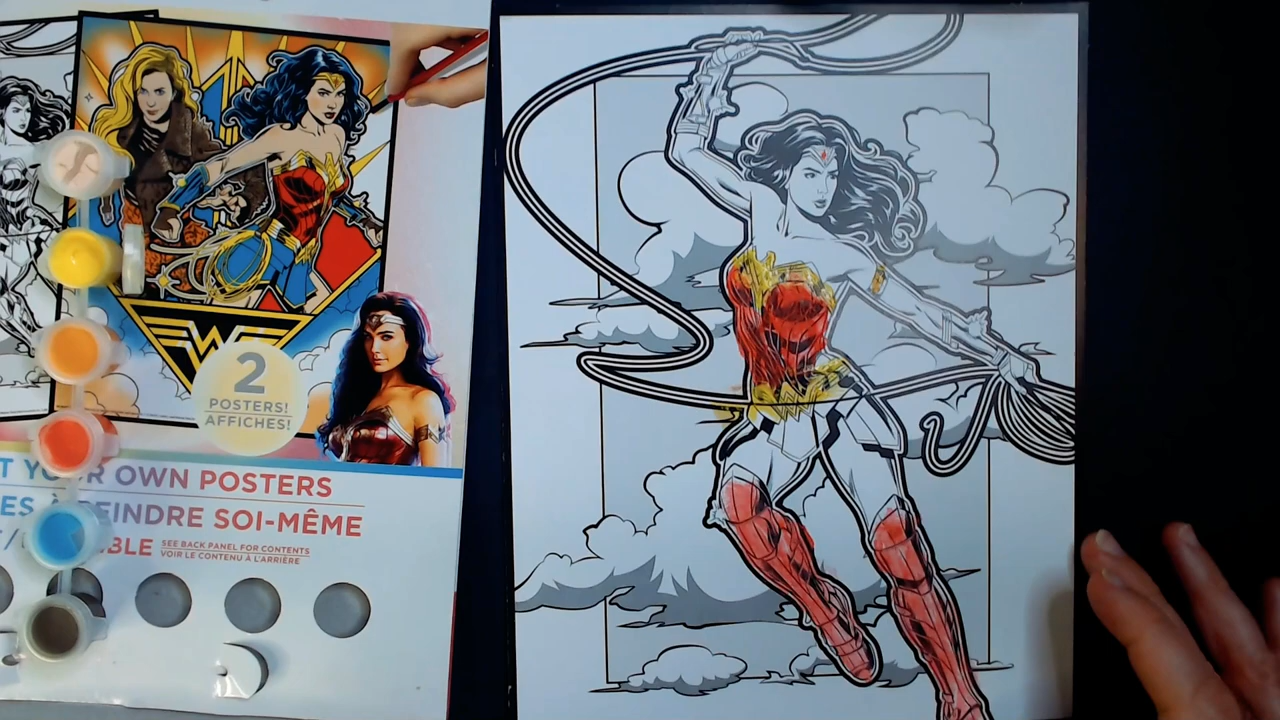 2
POSTERS!
AFFICHES!
T YOUR OWN POSTERS
ES À PEINDRE SOI-MÊME
BLE
SEE BACK PANEL FOR CONTENTS
VOIR LE CONTENU À L'ARRIÈRE